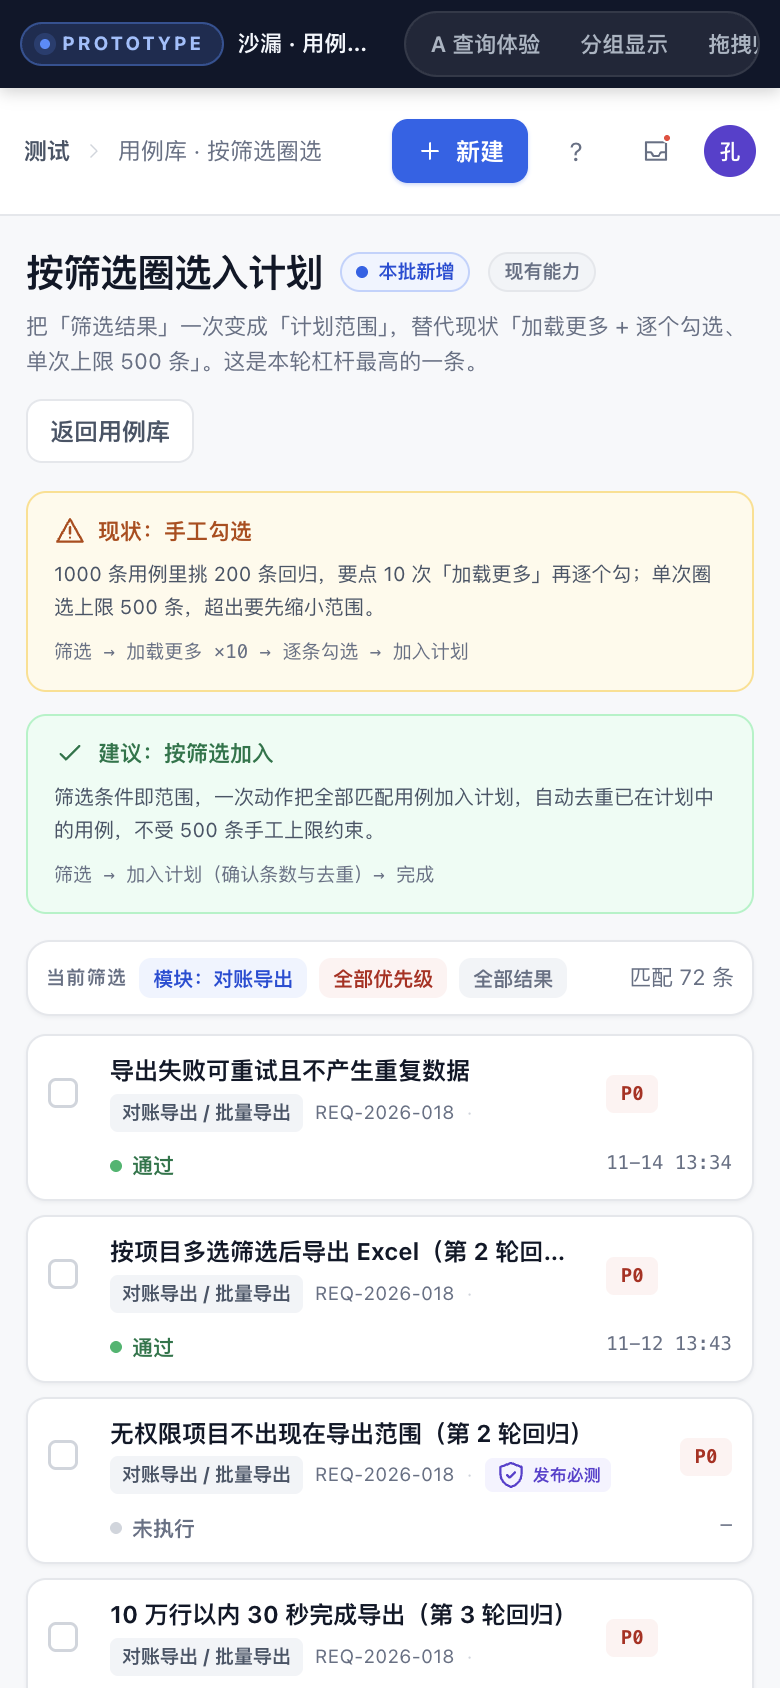 PROTOTYPE 沙漏 · 用例… A 查询体验 分组显示 拖拽
测试 用例库 · 按筛选圈选 + 新建 ? 孔
按筛选圈选入计划 本批新增 现有能力
把「筛选结果」一次变成「计划范围」，替代现状「加载更多 + 逐个勾选、
单次上限 500 条」。这是本轮杠杆最高的一条。
返回用例库
现状：手工勾选
1000 条用例里挑 200 条回归，要点 10 次「加载更多」再逐个勾；单次圈
选上限 500 条，超出要先缩小范围。
筛选 → 加载更多 ×10 → 逐条勾选 → 加入计划
建议：按筛选加入
筛选条件即范围，一次动作把全部匹配用例加入计划，自动去重已在计划中
的用例，不受 500 条手工上限约束。
筛选 → 加入计划（确认条数与去重）→ 完成
当前筛选 模块：对账导出 全部优先级 全部结果 匹配 72 条
导出失败可重试且不产生重复数据
P0
对账导出 / 批量导出 REQ-2026-018 ·
通过 11-14 13:34
按项目多选筛选后导出 Excel（第 2 轮回…
P0
对账导出 / 批量导出 REQ-2026-018 ·
通过 11-12 13:43
无权限项目不出现在导出范围（第 2 轮回归）
P0
对账导出 / 批量导出 REQ-2026-018 · 发布必测
未执行 —
10 万行以内 30 秒完成导出（第 3 轮回归）
P0
对账导出 / 批量导出 REQ-2026-018 ·